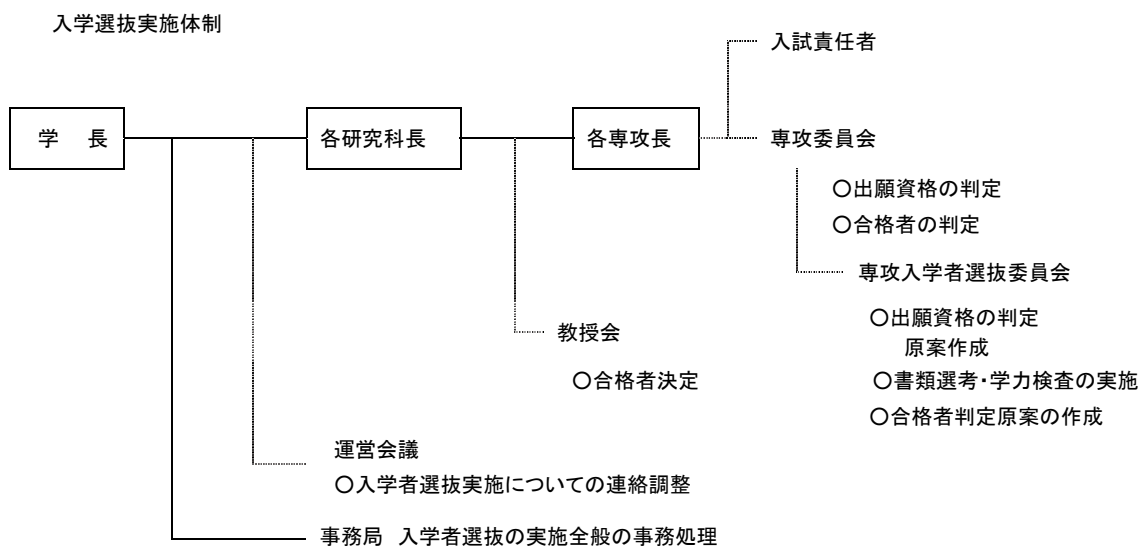 入学選抜実施体制
入試責任者
学　長
各研究科長
各専攻長
専攻委員会
○出願資格の判定
○合格者の判定
専攻入学者選抜委員会
○出願資格の判定
原案作成
○書類選考・学力検査の実施
○合格者判定原案の作成
教授会
○合格者決定
運営会議
○入学者選抜実施についての連絡調整
事務局　入学者選抜の実施全般の事務処理